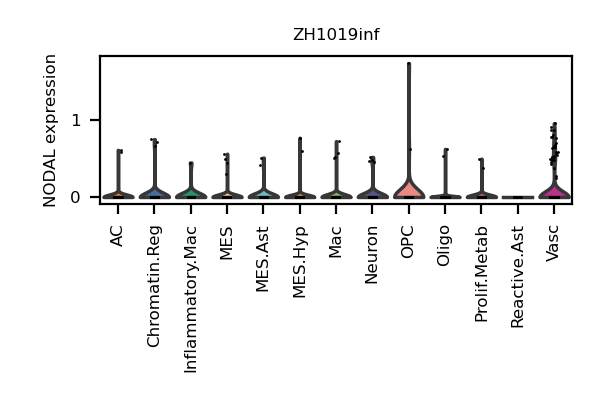 ZH1019inf
NODAL expression
1
0
AC
Chromatin.Reg
Inflammatory.Mac
MES
MES.Ast
MES.Hyp
Mac
Neuron
OPC
Oligo
Prolif.Metab
Reactive.Ast
Vasc